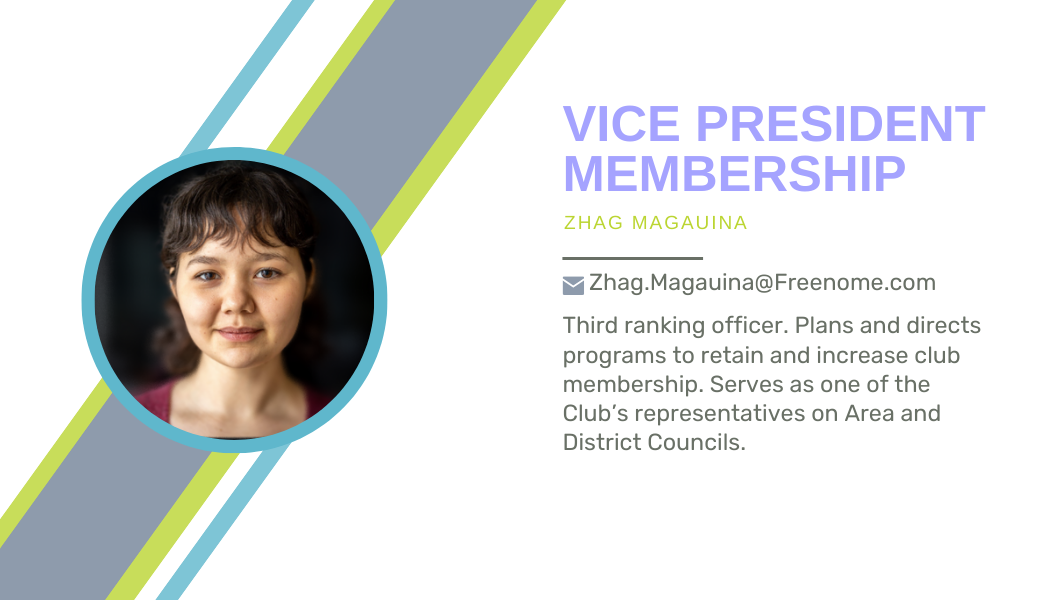 VICE PRESIDENT
MEMBERSHIP
ZHAG MAGAUINA
Zhag.Magauina@Freenome.com
Third ranking officer. Plans and directs
programs to retain and increase club
membership. Serves as one of the
Club’s representatives on Area and
District Councils.